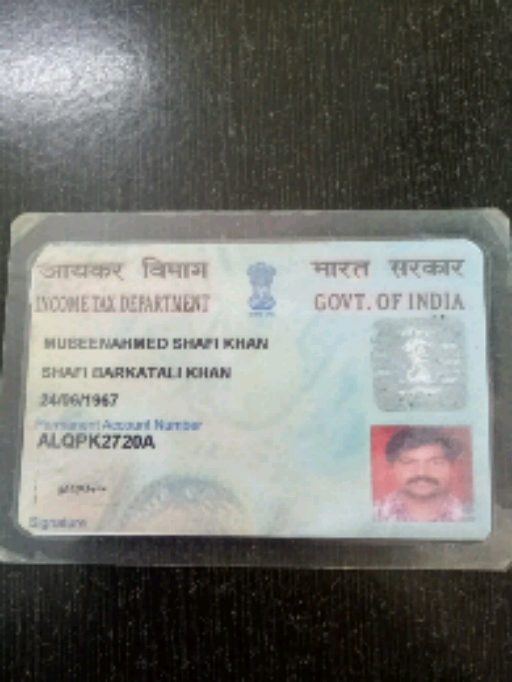 आयकर विभाग
भारत सरकार
INCOME TAX DEPARTMENT
GOVT. OF INDIA
MUBEENAHMED SHAFI KHAN
SHAFI BARKATALI KHAN
24/06/1967
Permanent Account Number
ALQPK2720A
Signature